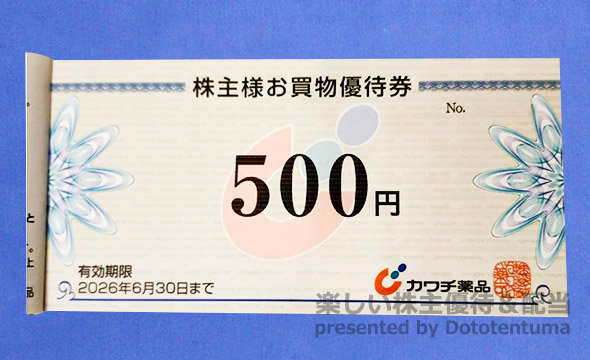 株主様お買物優待券
No.
500円
有効期限
2026年6月30日まで
カワチ薬品
と
品
楽しい株主優待&配当
presented by Dototentuma